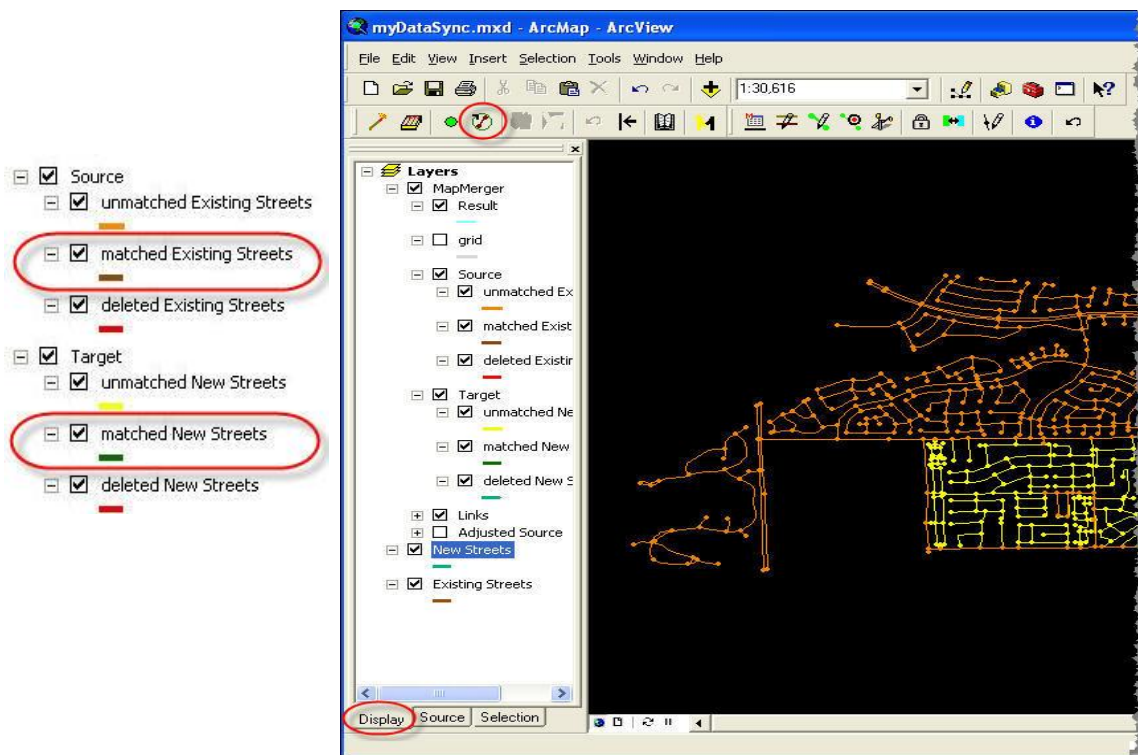 Source
unmatched Existing Streets
matched Existing Streets
deleted Existing Streets
Target
unmatched New Streets
matched New Streets
deleted New Streets
myDataSync.mxd - ArcMap - ArcView
File Edit View Insert Selection Tools Window Help
1:30,616
Layers
MapMerger
Result
grid
Source
unmatched Ex
matched Exist
deleted Existin
Target
unmatched Ne
matched New
deleted New S
Links
Adjusted Source
New Streets
Existing Streets
Display Source Selection